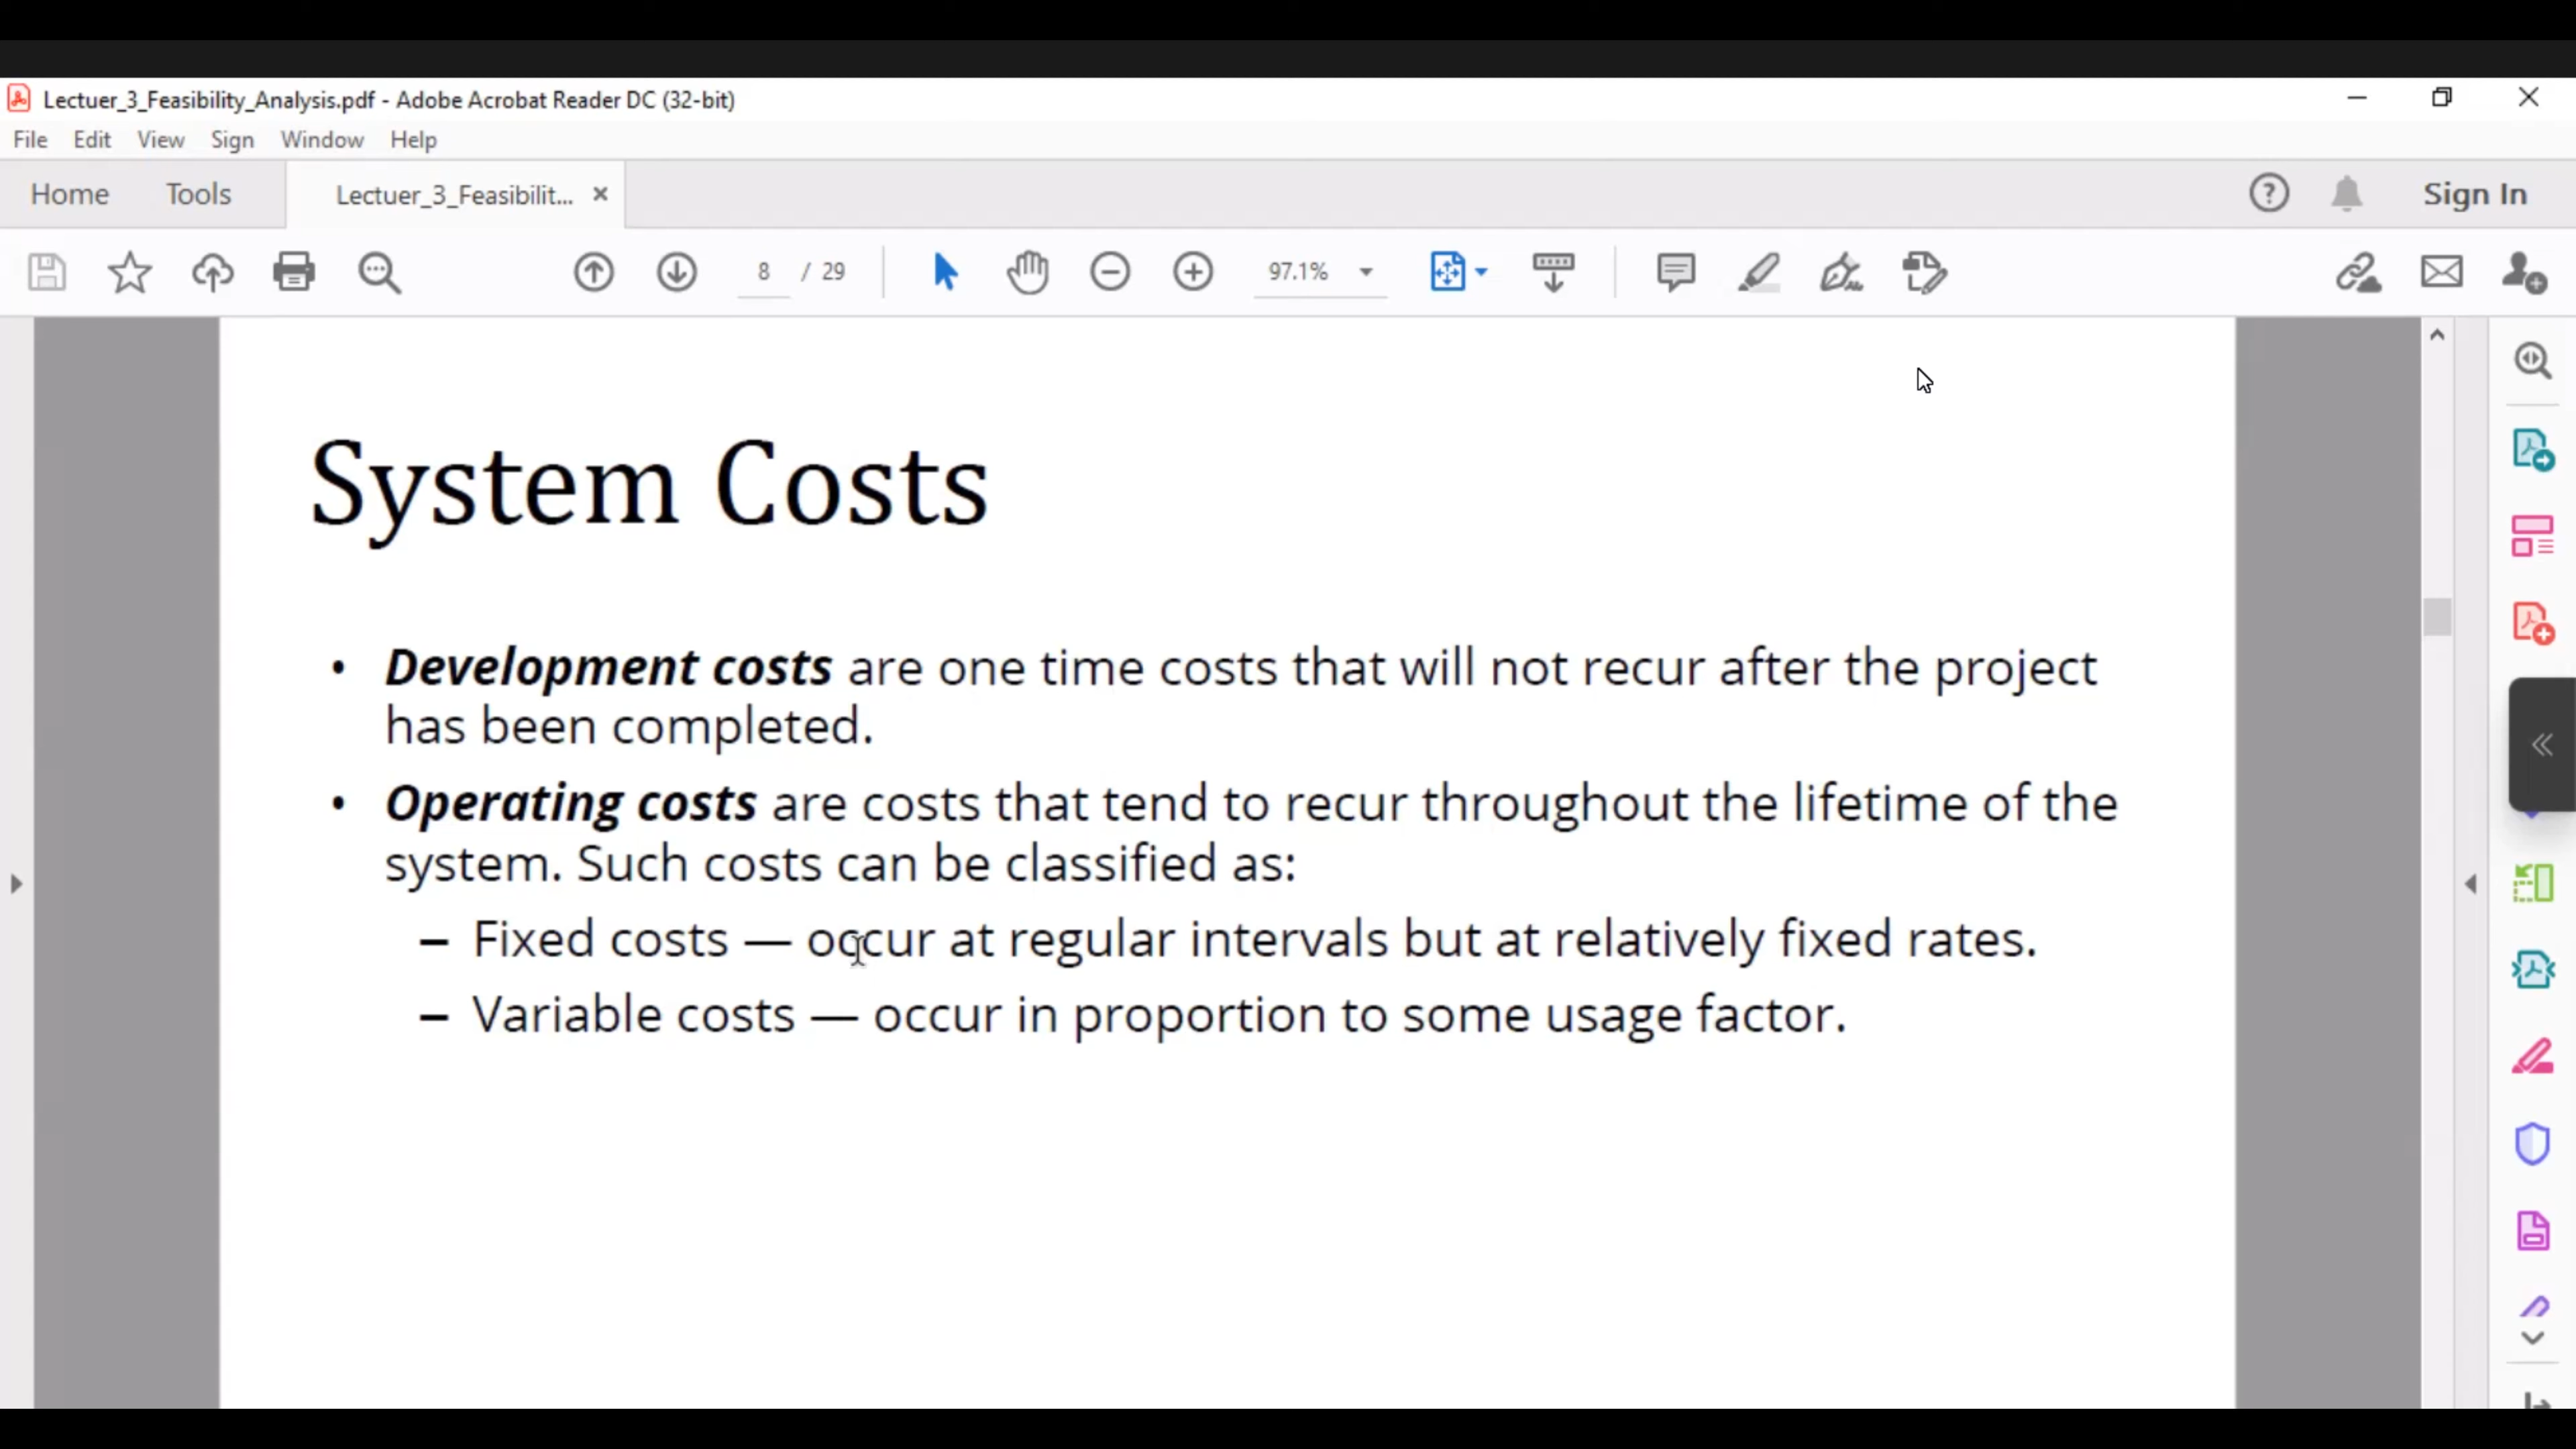 Lectuer_3_Feasibility_Analysis.pdf - Adobe Acrobat Reader DC (32-bit)
File Edit View Sign Window Help
Home Tools Lectuer_3_Feasibilit... Sign In
8 / 29 97.1%
System Costs
• Development costs are one time costs that will not recur after the project
has been completed.
• Operating costs are costs that tend to recur throughout the lifetime of the
system. Such costs can be classified as:
– Fixed costs — occur at regular intervals but at relatively fixed rates.
– Variable costs — occur in proportion to some usage factor.